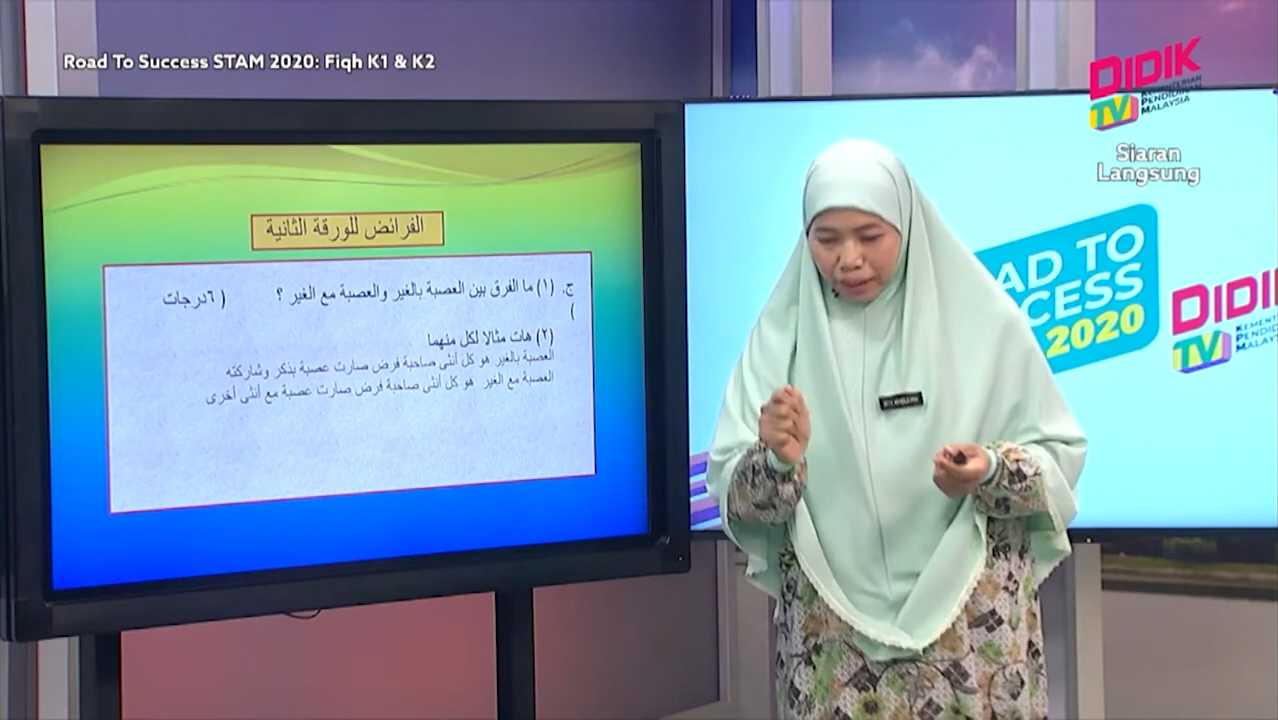 Road To Success STAM 2020: Fiqh K1 & K2
DIDIK
TV KEMENTERIAN PENDIDIKAN MALAYSIA
Siaran
Langsung
الفرائض للورقة الثانية
ج. (١) ما الفرق بين العصبة بالغير والعصبة مع الغير ؟ ( ٦درجات
)
(٢) هات مثالا لكل منهما
العصبة بالغير هو كل أنثى صاحبة فرض صارت عصبة بذكر وشاركته
العصبة مع الغير هو كل أنثى صاحبة فرض صارت عصبة مع أنثى أخرى
AD TO
CESS
2020
DIDIK
TV